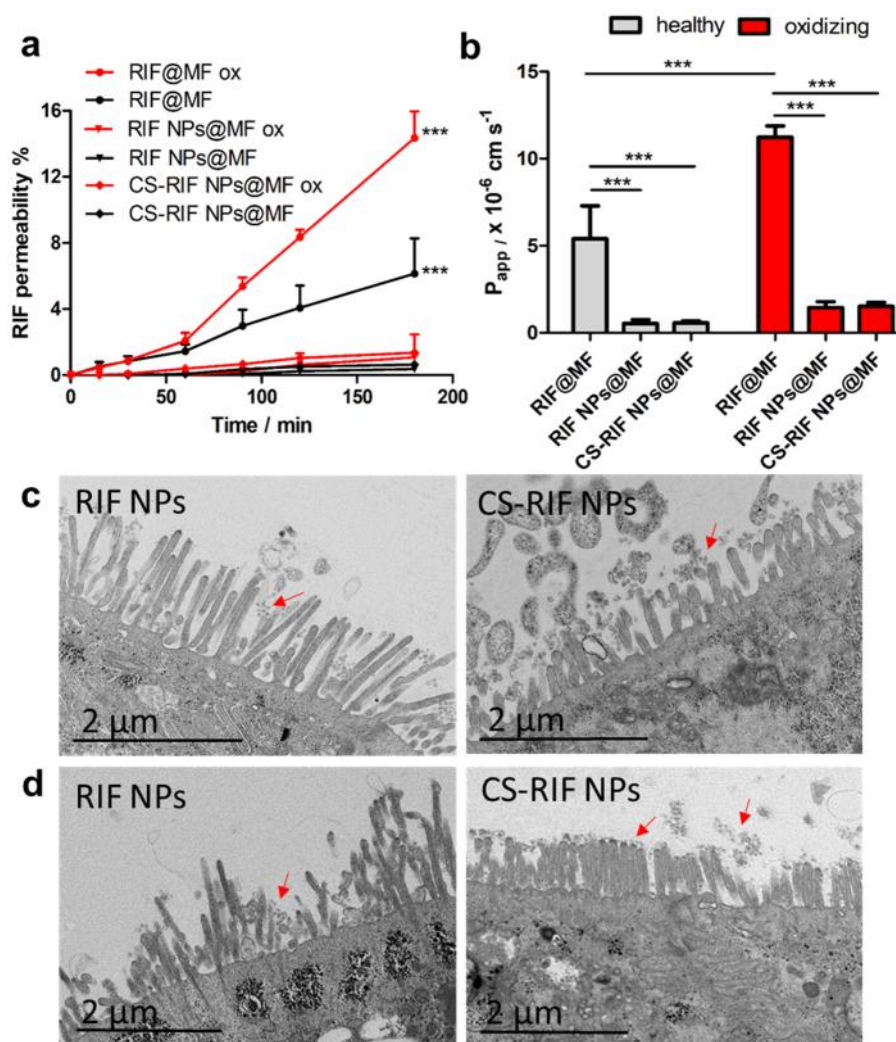 a
RIF@MF ox
RIF@MF
RIF NPs@MF ox
RIF NPs@MF
CS-RIF NPs@MF ox
CS-RIF NPs@MF
RIF permeability %
16
12
8
4
0
0 50 100 150 200
Time / min
***
***
b
healthy oxidizing
Papp / x 10⁻⁶ cm s⁻¹
15
10
5
0
***
***
***
***
***
RIF@MF
RIF NPs@MF
CS-RIF NPs@MF
RIF@MF
RIF NPs@MF
CS-RIF NPs@MF
c
RIF NPs
2 µm
CS-RIF NPs
2 µm
d
RIF NPs
2 µm
CS-RIF NPs
2 µm